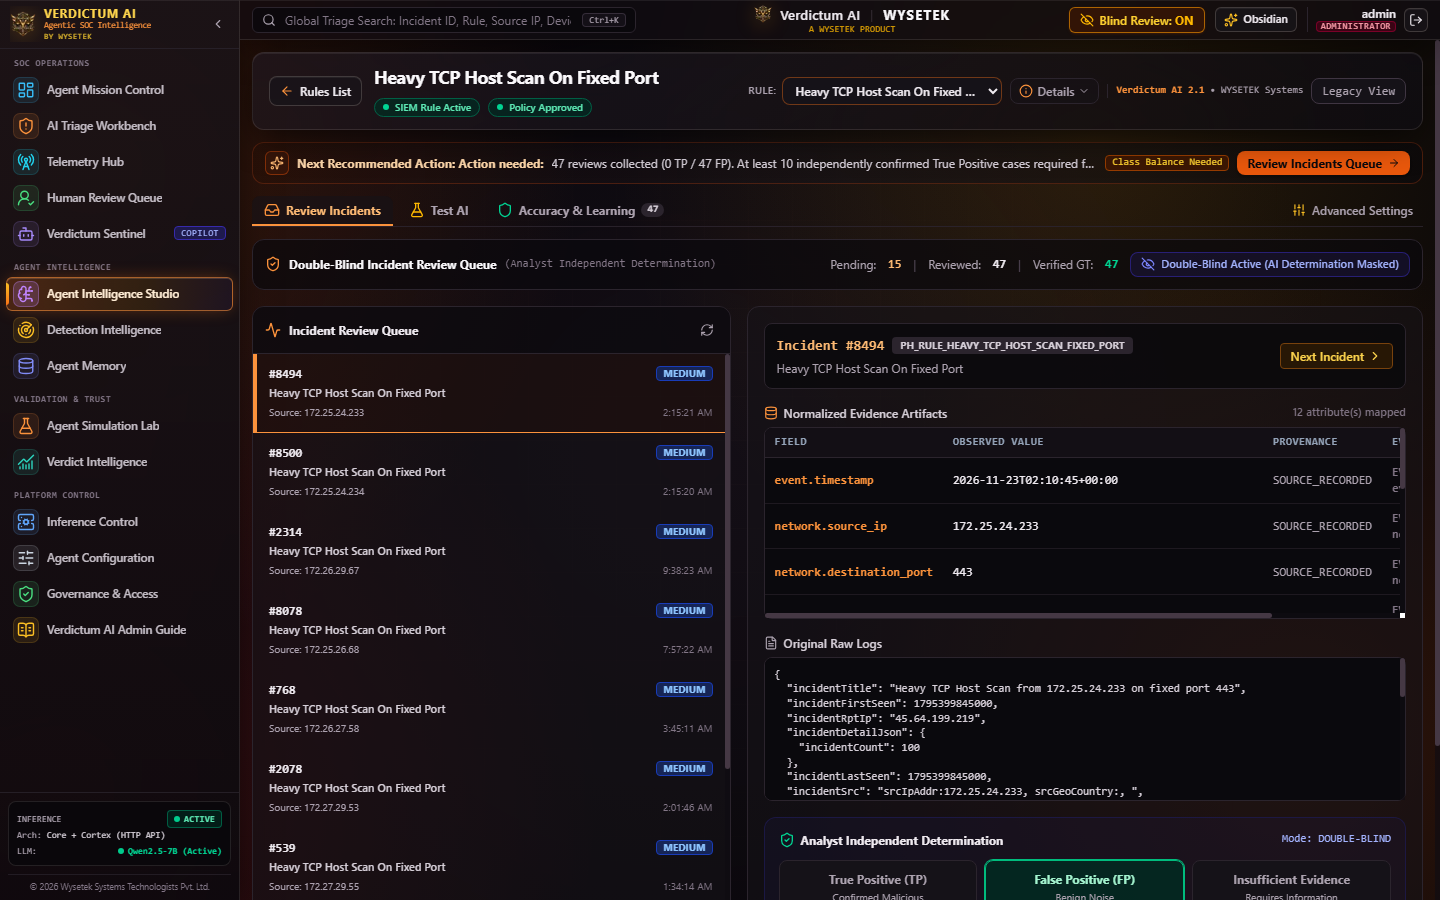 VERDICTUM AI
Agentic SOC Intelligence
BY WYSETEK
SOC OPERATIONS
Agent Mission Control
AI Triage Workbench
Telemetry Hub
Human Review Queue
Verdictum Sentinel COPILOT
AGENT INTELLIGENCE
Agent Intelligence Studio
Detection Intelligence
Agent Memory
VALIDATION & TRUST
Agent Simulation Lab
Verdict Intelligence
PLATFORM CONTROL
Inference Control
Agent Configuration
Governance & Access
Verdictum AI Admin Guide
INFERENCE ACTIVE
Arch: Core + Cortex (HTTP API)
LLM: Qwen2.5-7B (Active)
© 2026 Wysetek Systems Technologists Pvt. Ltd.
Global Triage Search: Incident ID, Rule, Source IP, Devi Ctrl+K
Verdictum AI | WYSETEK
A WYSETEK PRODUCT
Blind Review: ON
Obsidian
admin
ADMINISTRATOR
Rules List
Heavy TCP Host Scan On Fixed Port
SIEM Rule Active
Policy Approved
RULE: Heavy TCP Host Scan On Fixed ...
Details
Verdictum AI 2.1 • WYSETEK Systems
Legacy View
Next Recommended Action: Action needed: 47 reviews collected (0 TP / 47 FP). At least 10 independently confirmed True Positive cases required f...
Class Balance Needed
Review Incidents Queue
Review Incidents
Test AI
Accuracy & Learning 47
Advanced Settings
Double-Blind Incident Review Queue (Analyst Independent Determination)
Pending: 15 | Reviewed: 47 | Verified GT: 47
Double-Blind Active (AI Determination Masked)
Incident Review Queue
#8494 MEDIUM
Heavy TCP Host Scan On Fixed Port
Source: 172.25.24.233 2:15:21 AM
#8500 MEDIUM
Heavy TCP Host Scan On Fixed Port
Source: 172.25.24.234 2:15:20 AM
#2314 MEDIUM
Heavy TCP Host Scan On Fixed Port
Source: 172.26.29.67 9:38:23 AM
#8078 MEDIUM
Heavy TCP Host Scan On Fixed Port
Source: 172.25.26.68 7:57:22 AM
#768 MEDIUM
Heavy TCP Host Scan On Fixed Port
Source: 172.26.27.58 3:45:11 AM
#2078 MEDIUM
Heavy TCP Host Scan On Fixed Port
Source: 172.27.29.53 2:01:46 AM
#539 MEDIUM
Heavy TCP Host Scan On Fixed Port
Source: 172.27.29.55 1:34:14 AM
Incident #8494 PH_RULE_HEAVY_TCP_HOST_SCAN_FIXED_PORT
Heavy TCP Host Scan On Fixed Port
Next Incident
Normalized Evidence Artifacts 12 attribute(s) mapped
FIELD OBSERVED VALUE PROVENANCE
event.timestamp 2026-11-23T02:10:45+00:00 SOURCE_RECORDED
network.source_ip 172.25.24.233 SOURCE_RECORDED
network.destination_port 443 SOURCE_RECORDED
Original Raw Logs
{
"incidentTitle": "Heavy TCP Host Scan from 172.25.24.233 on fixed port 443",
"incidentFirstSeen": 1795399845000,
"incidentRptIp": "45.64.199.219",
"incidentDetailJson": {
"incidentCount": 100
},
"incidentLastSeen": 1795399845000,
"incidentSrc": "srcIpAddr:172.25.24.233, srcGeoCountry:, ",
Analyst Independent Determination Mode: DOUBLE-BLIND
True Positive (TP)
Confirmed Malicious
False Positive (FP)
Benign Noise
Insufficient Evidence
Requires Information